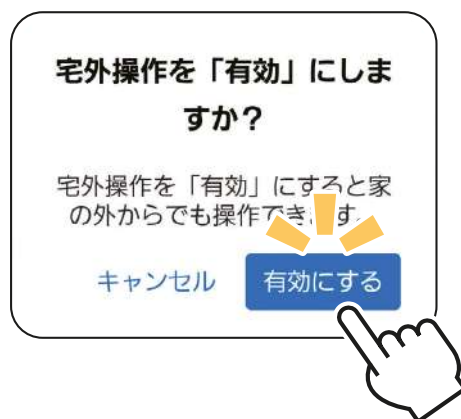 宅外操作を「有効」にしま
すか？
宅外操作を「有効」にすると家
の外からでも操作できます。
キャンセル
有効にする